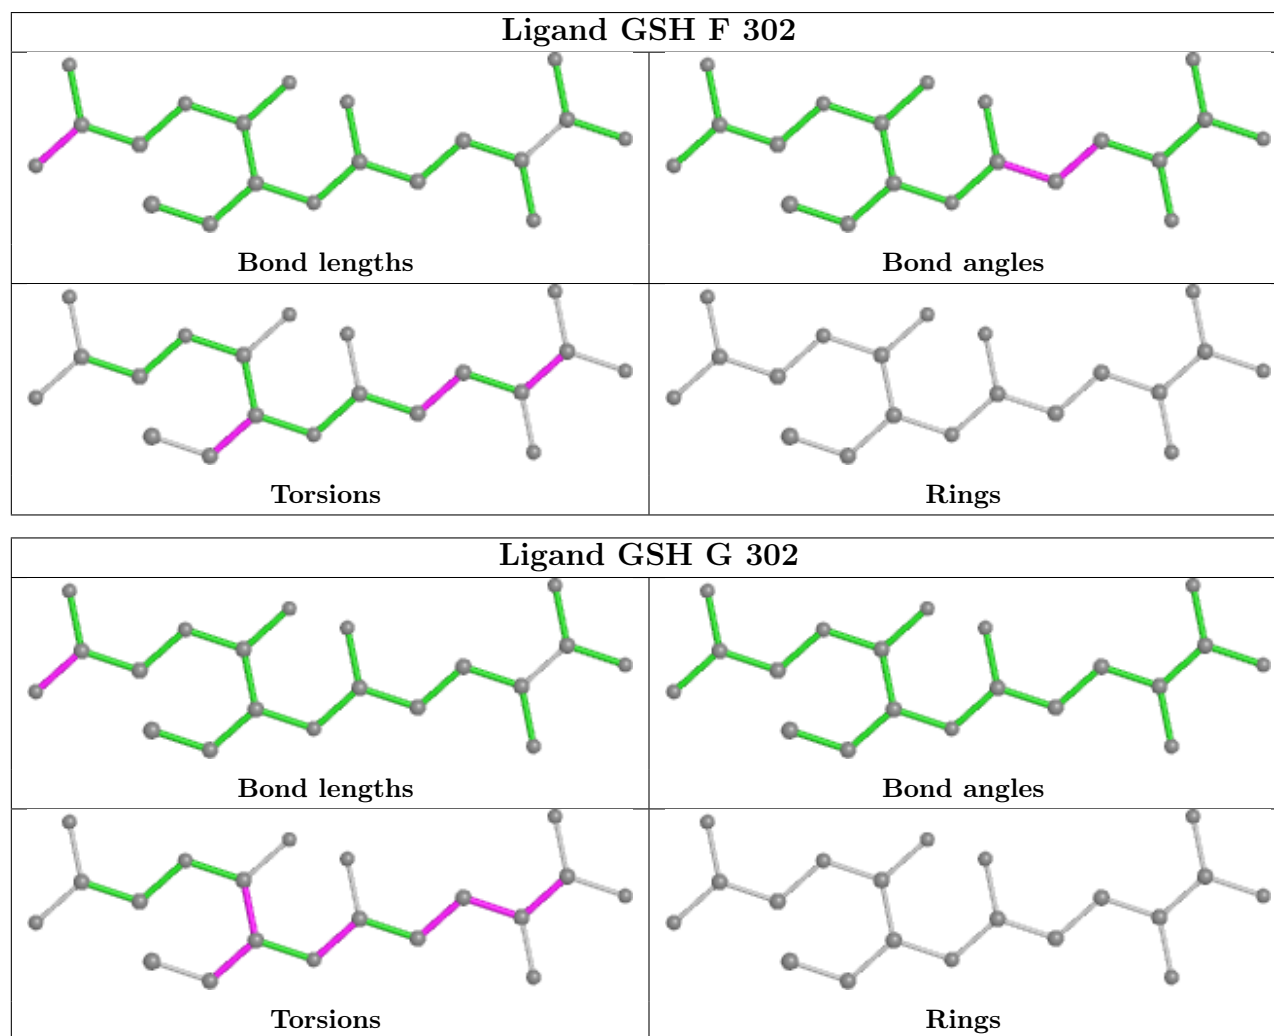 Ligand GSH F 302
Bond lengths
Bond angles
Torsions
Rings
Ligand GSH G 302
Bond lengths
Bond angles
Torsions
Rings